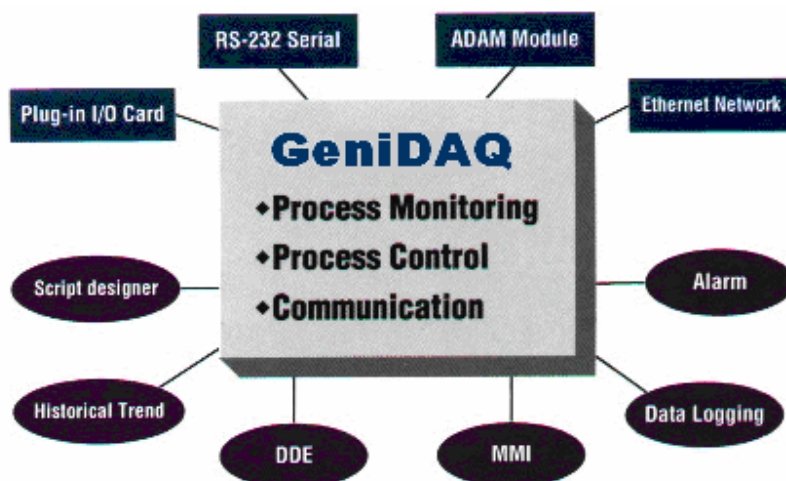 RS-232 Serial
ADAM Module
Plug-in I/O Card
Ethernet Network
GeniDAQ
◆Process Monitoring
◆Process Control
◆Communication
Script designer
Alarm
Historical Trend
Data Logging
DDE
MMI